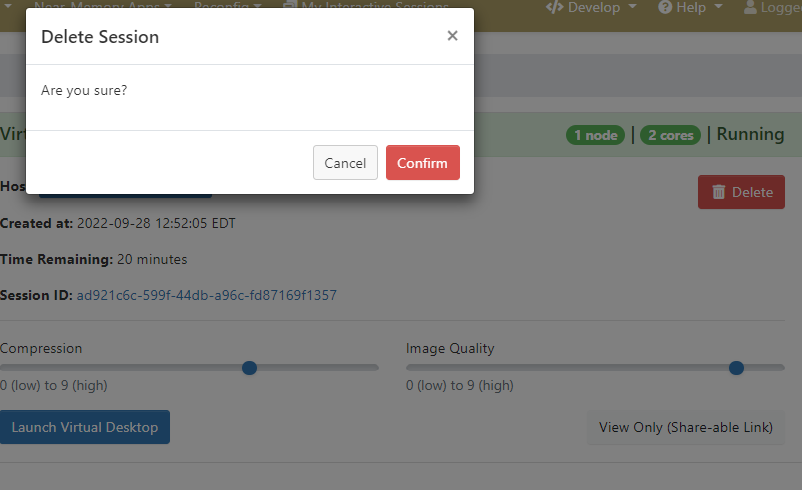 Near-Memory Apps Reconfig My Interactive Sessions Develop Help Logge
Delete Session ×
Are you sure?
Cancel Confirm
Virt 1 node | 2 cores | Running
Hos
Delete
Created at: 2022-09-28 12:52:05 EDT
Time Remaining: 20 minutes
Session ID: ad921c6c-599f-44db-a96c-fd87169f1357
Compression Image Quality
0 (low) to 9 (high) 0 (low) to 9 (high)
Launch Virtual Desktop View Only (Share-able Link)